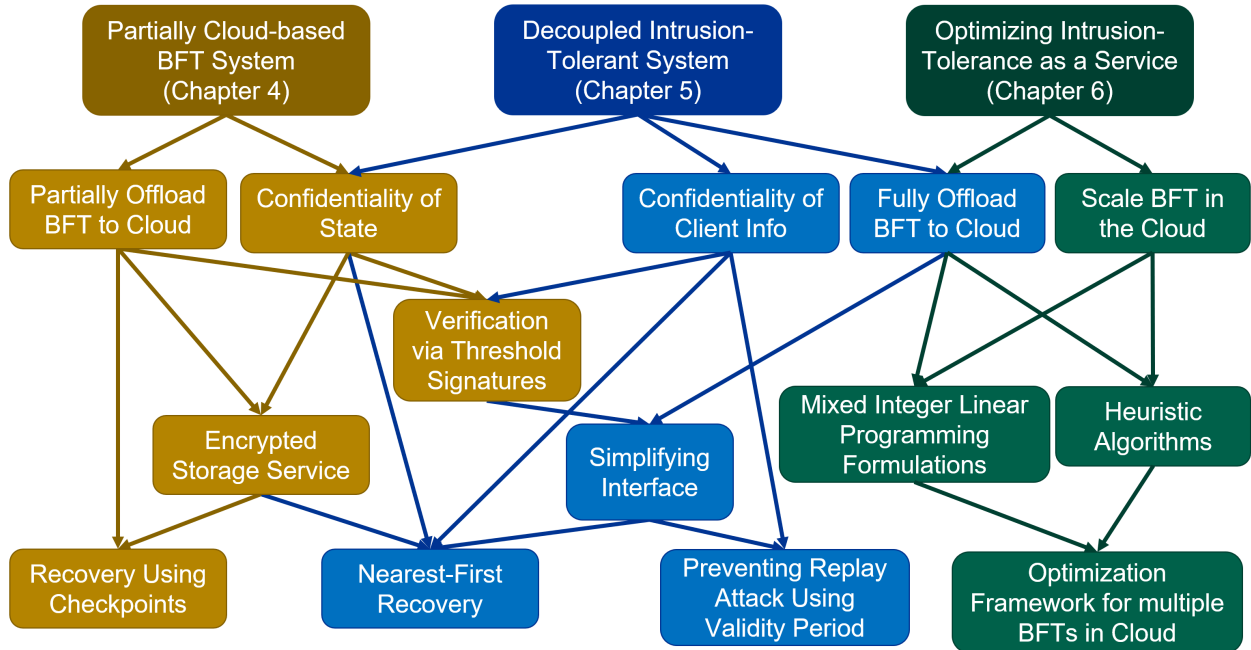 Partially Cloud-based
BFT System
(Chapter 4)
Decoupled Intrusion-
Tolerant System
(Chapter 5)
Optimizing Intrusion-
Tolerance as a Service
(Chapter 6)
Partially Offload
BFT to Cloud
Confidentiality of
State
Confidentiality of
Client Info
Fully Offload
BFT to Cloud
Scale BFT in
the Cloud
Verification
via Threshold
Signatures
Mixed Integer Linear
Programming
Formulations
Heuristic
Algorithms
Encrypted
Storage Service
Simplifying
Interface
Recovery Using
Checkpoints
Nearest-First
Recovery
Preventing Replay
Attack Using
Validity Period
Optimization
Framework for multiple
BFTs in Cloud